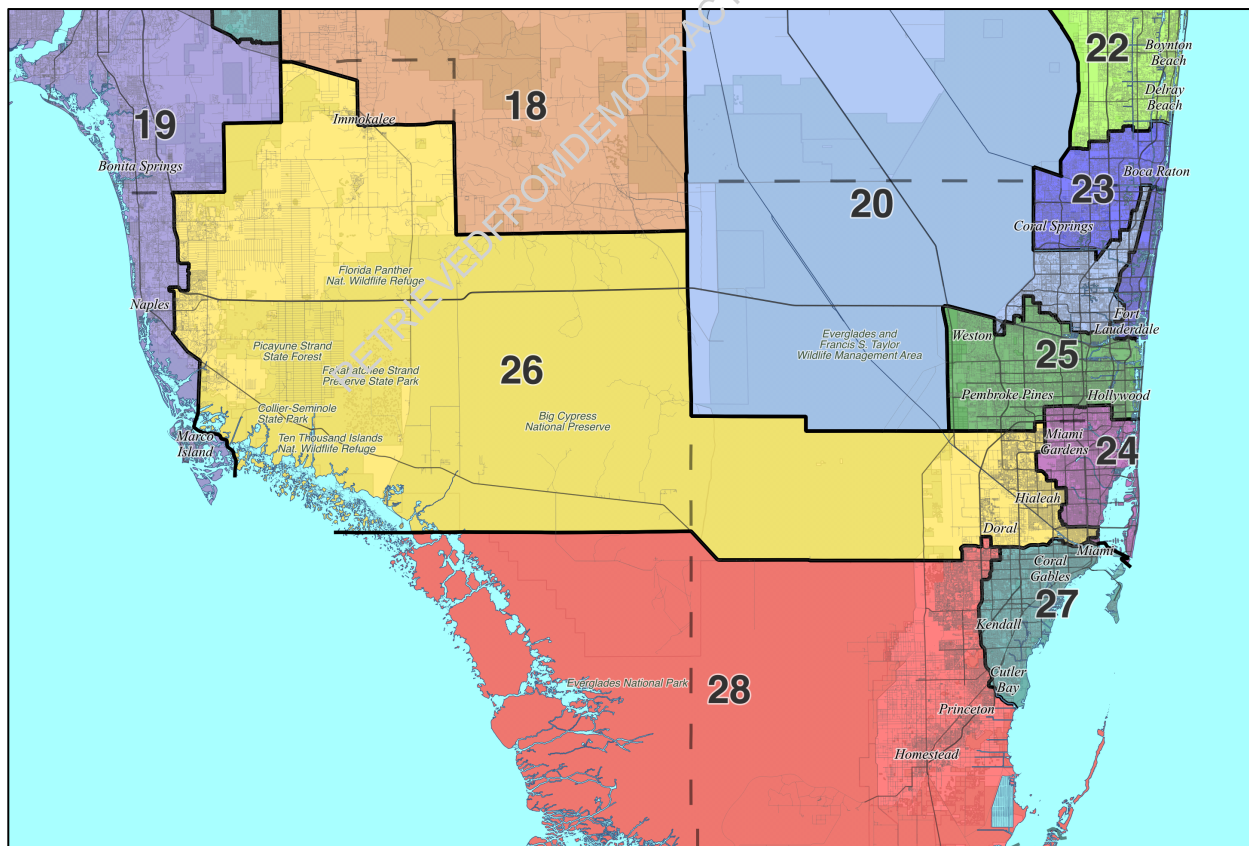 RETRIEVEDFROMDEMOCRACY
22
Boynton
Beach
Delray
Beach
18
19
Immokalee
Bonita Springs
Boca Raton
23
20
Coral Springs
Florida Panther
Nat. Wildlife Refuge
Naples
Fort
Lauderdale
Weston
Everglades and
Francis S. Taylor
Wildlife Management Area
Picayune Strand
State Forest
25
Fakahatchee Strand
Preserve State Park
26
Pembroke Pines
Hollywood
Collier-Seminole
State Park
Big Cypress
National Preserve
Marco
Island
Ten Thousand Islands
Nat. Wildlife Refuge
Miami
Gardens
24
Hialeah
Doral
Miami
Coral
Gables
27
Kendall
Cutler
Bay
Everglades National Park
28
Princeton
Homestead